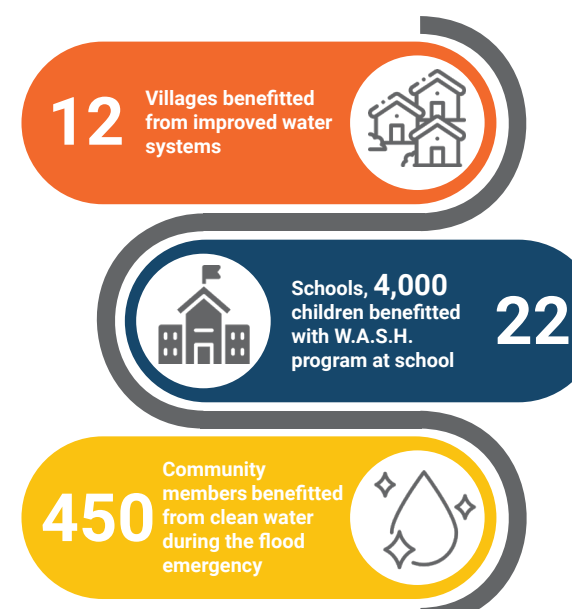 12
Villages benefitted
from improved water
systems
Schools, 4,000
children benefitted
with W.A.S.H.
program at school
22
450
Community
members benefitted
from clean water
during the flood
emergency